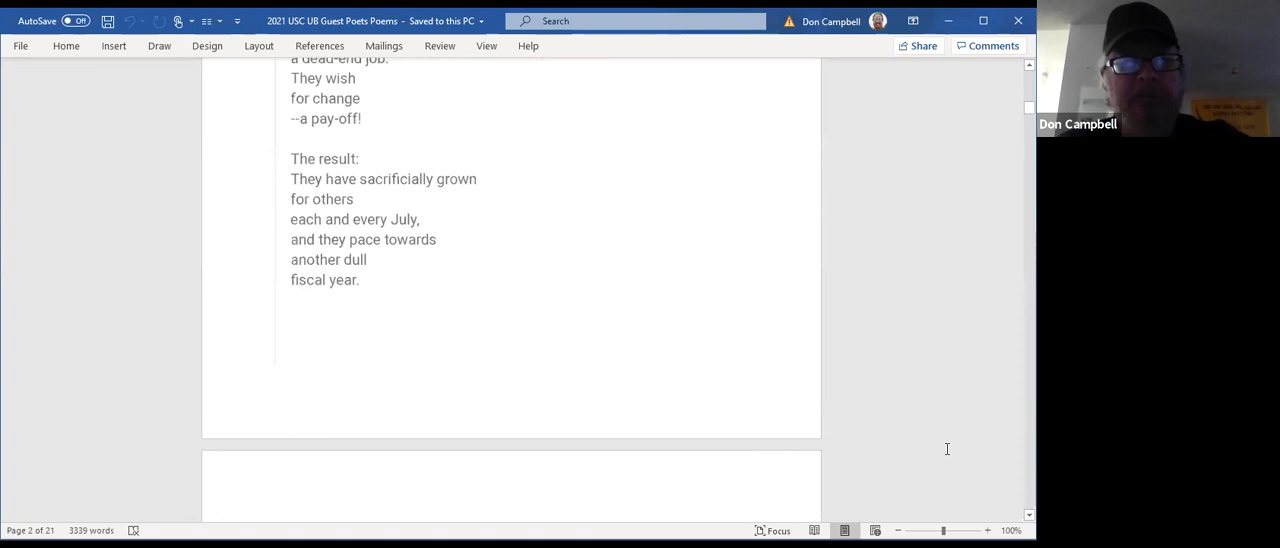 AutoSave Off 2021 USC UB Guest Poets Poems - Saved to this PC Search Don Campbell
File Home Insert Draw Design Layout References Mailings Review View Help Share Comments
a dead-end job.
They wish
for change
--a pay-off!
The result:
They have sacrificially grown
for others
each and every July,
and they pace towards
another dull
fiscal year.
Page 2 of 21 3339 words Focus 100%
Don Campbell